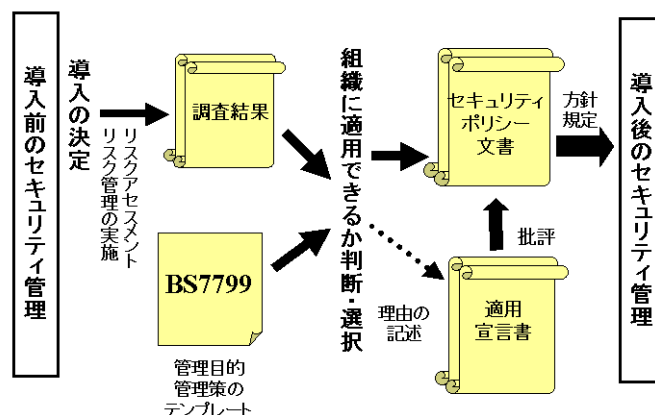 導入前のセキュリティ管理
導入の決定
リスクアセスメント
リスク管理の実施
調査結果
BS7799
管理目的
管理策の
テンプレート
組織に適用できるか判断・選択
セキュリティ
ポリシー
文書
理由の
記述
適用
宣言書
批評
方針
規定
導入後のセキュリティ管理